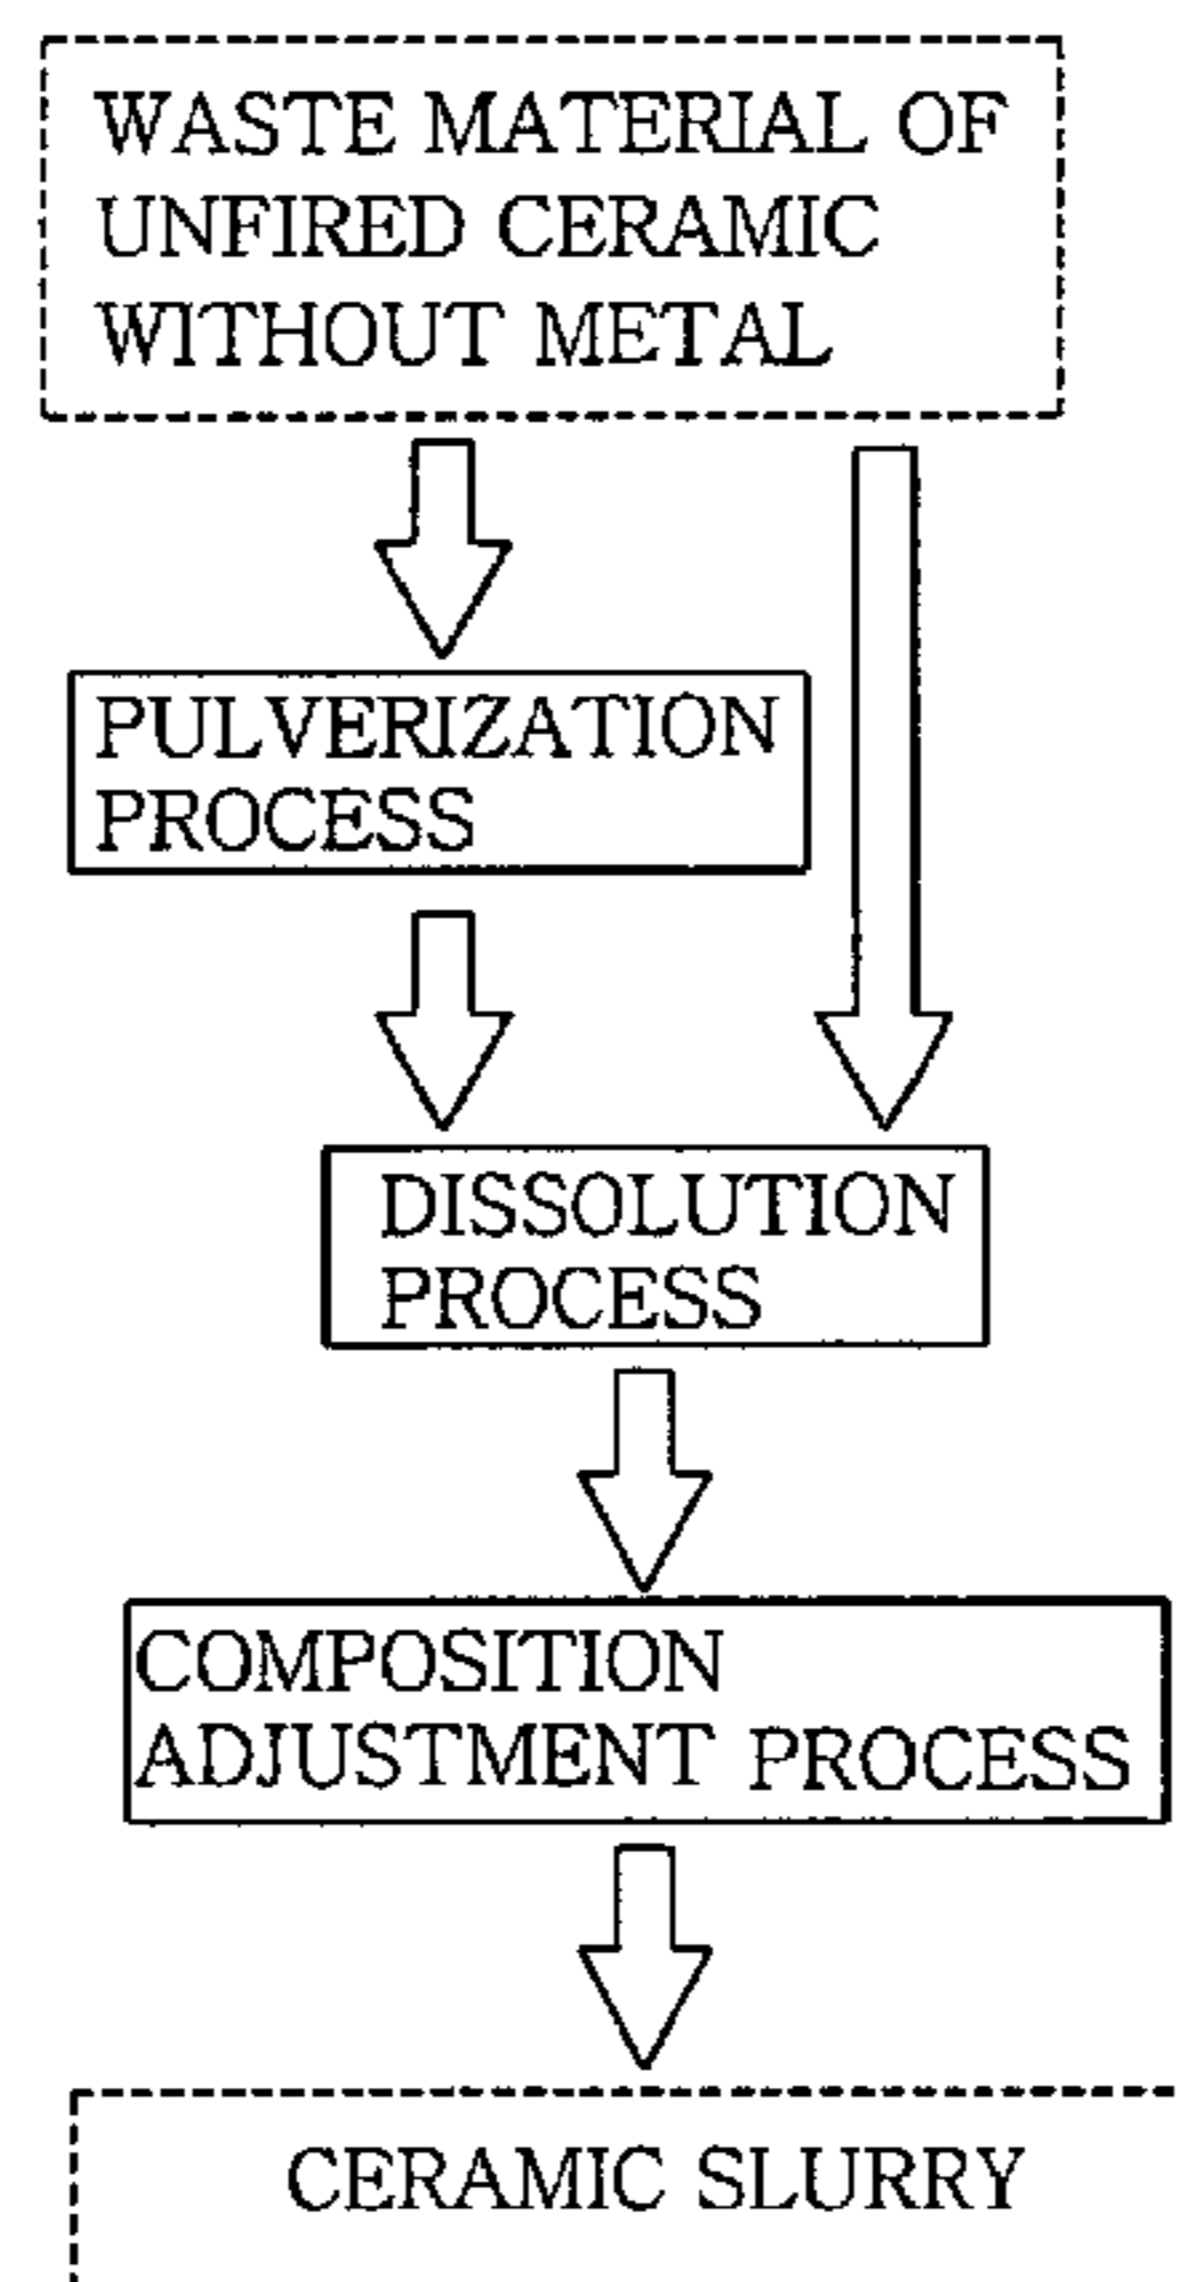 WASTE MATERIAL OF
UNFIRED CERAMIC
WITHOUT METAL
PULVERIZATION
PROCESS
DISSOLUTION
PROCESS
COMPOSITION
ADJUSTMENT PROCESS
CERAMIC SLURRY